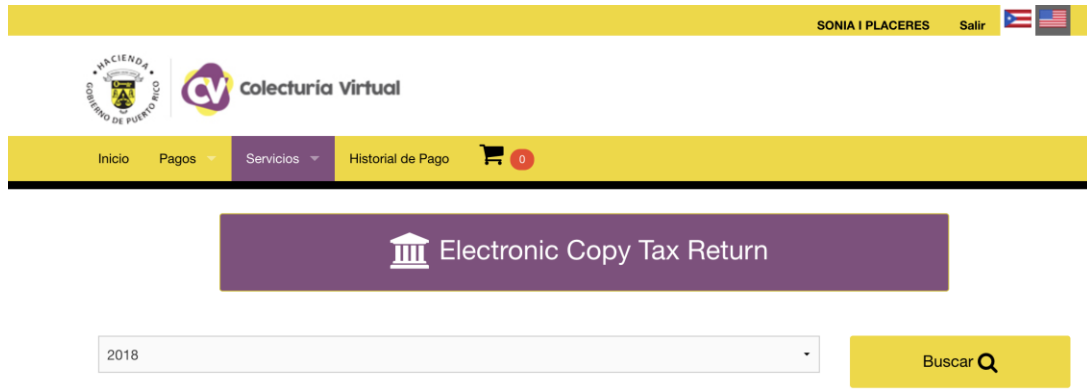 SONIA I PLACERES Salir
HACIENDA
GOBIERNO DE PUERTO RICO
CV Colecturía Virtual
Inicio Pagos Servicios Historial de Pago 0
Electronic Copy Tax Return
2018
Buscar